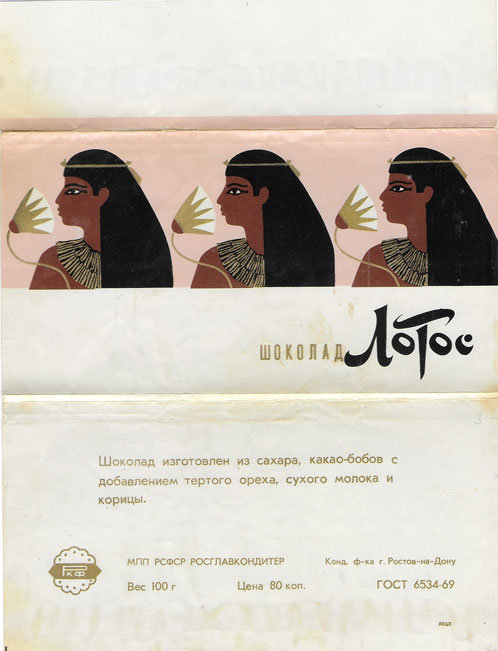 ШОКОЛАД Лотос
Шоколад изготовлен из сахара, какао-бобов с
добавлением тертого ореха, сухого молока и
корицы.
РКФ
МПП РСФСР РОСГЛАВКОНДИТЕР Конд. ф-ка г. Ростов-на-Дону
Вес 100 г Цена 80 коп. ГОСТ 6534-69